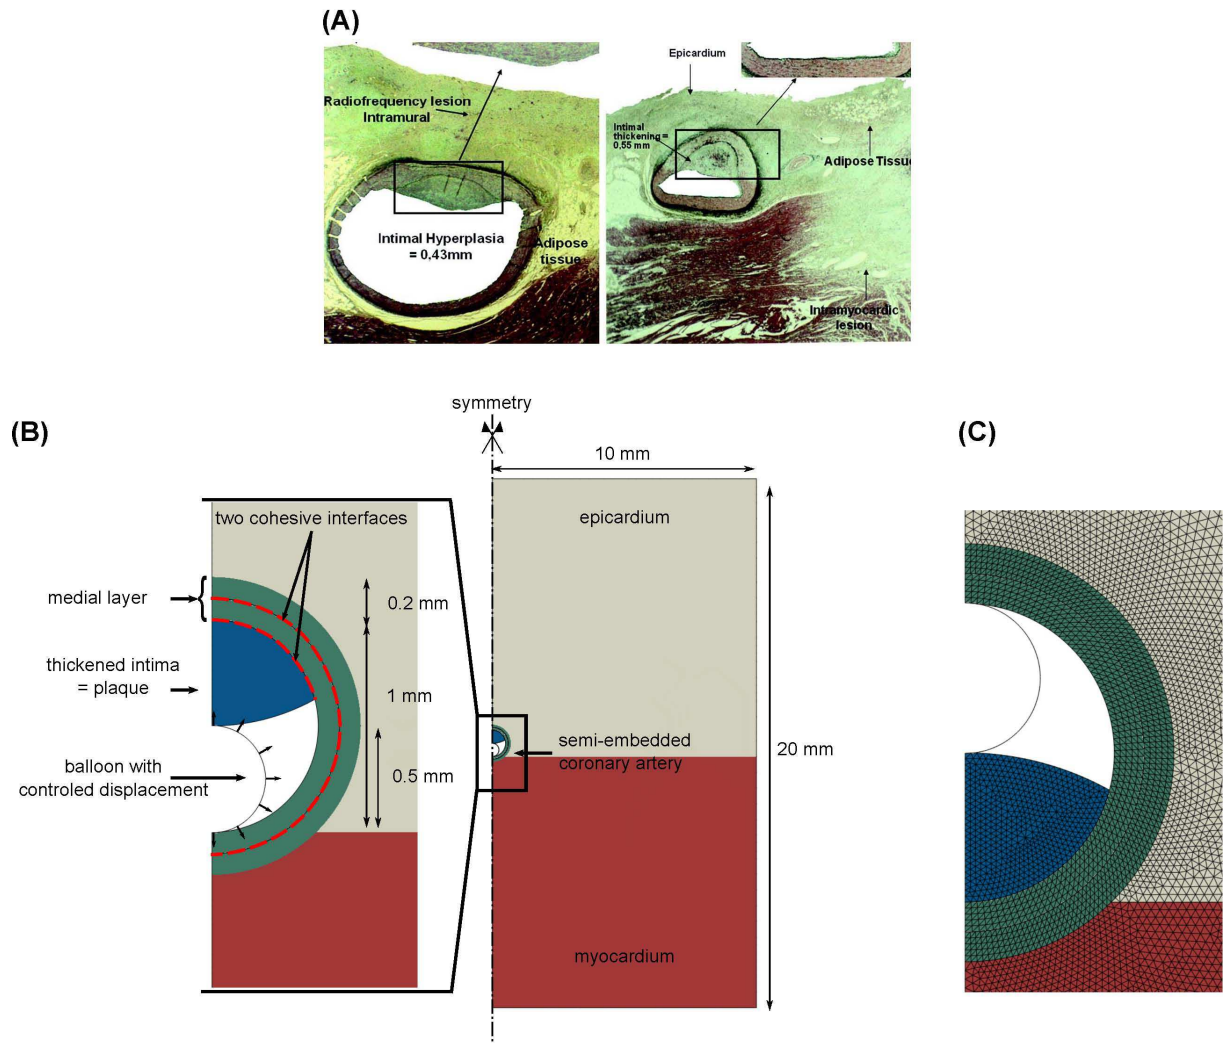 (A)
Radiofrequency lesion
Intramural
Intimal Hyperplasia
= 0,43mm
Adipose
tissue
Epicardium
Intimal
thickening =
0,55 mm
Adipose Tissue
Intramyocardic
lesion
(B)
symmetry
10 mm
epicardium
20 mm
semi-embedded
coronary artery
myocardium
two cohesive interfaces
medial layer
0.2 mm
thickened intima
= plaque
1 mm
balloon with
controled displacement
0.5 mm
(C)